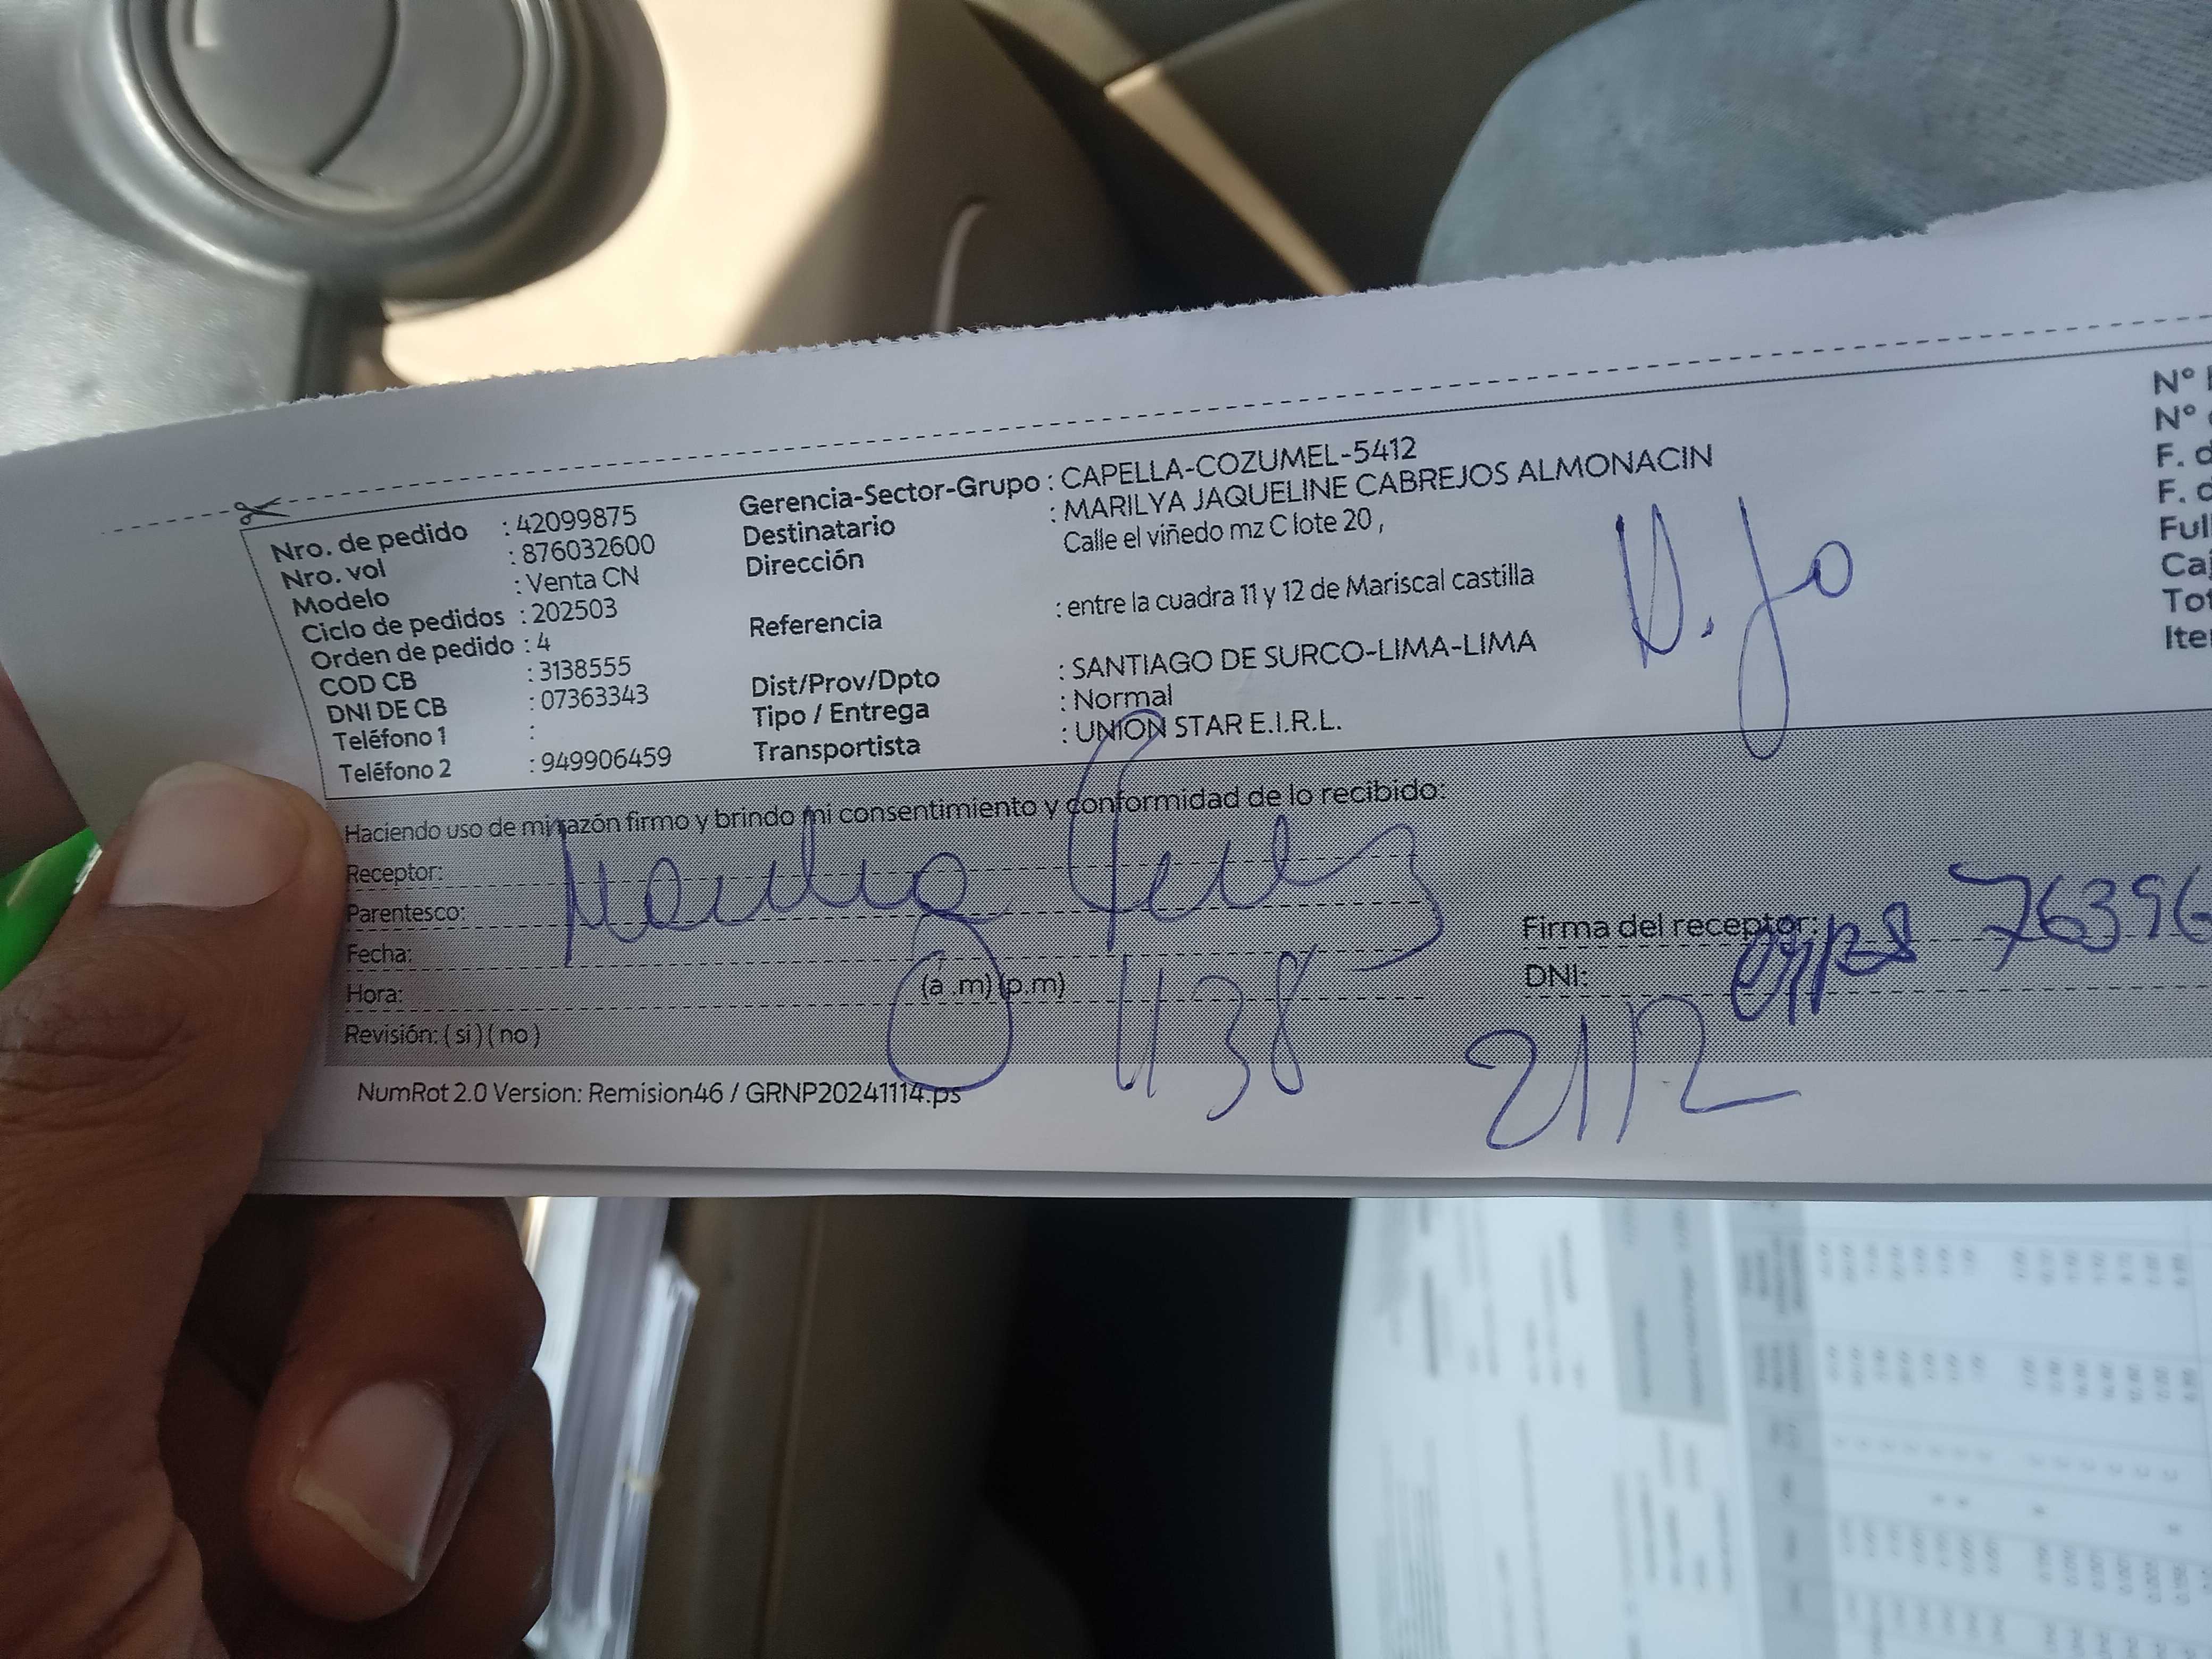 Nro. de pedido : 42099875
Nro. vol : 876032600
Modelo : Venta CN
Ciclo de pedidos : 202503
Orden de pedido : 4
COD CB : 3138555
DNI DE CB : 07363343
Teléfono 1 :
Teléfono 2 : 949906459
Gerencia-Sector-Grupo : CAPELLA-COZUMEL-5412
Destinatario : MARILYA JAQUELINE CABREJOS ALMONACIN
Dirección Calle el viñedo mz C lote 20 ,
Referencia : entre la cuadra 11 y 12 de Mariscal castilla
Dist/Prov/Dpto : SANTIAGO DE SURCO-LIMA-LIMA
Tipo / Entrega : Normal
Transportista : UNION STAR E.I.R.L.
N°
N°
F. d
F. d
Ful
Caj
Tot
Ite
Haciendo uso de mi razón firmo y brindo mi consentimiento y conformidad de lo recibido:
Receptor:
Parentesco:
Fecha:
Hora: (a .m) (p.m) 1138
Revisión: ( si ) ( no )
Firma del receptor: 76396
DNI:
2112
NumRot 2.0 Version: Remision46 / GRNP20241114.ps